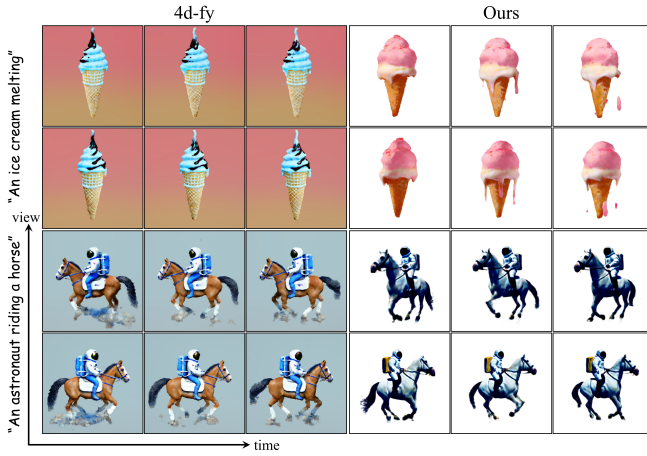 4d-fy
Ours
"An ice cream melting"
view
"An astronaut riding a horse"
time